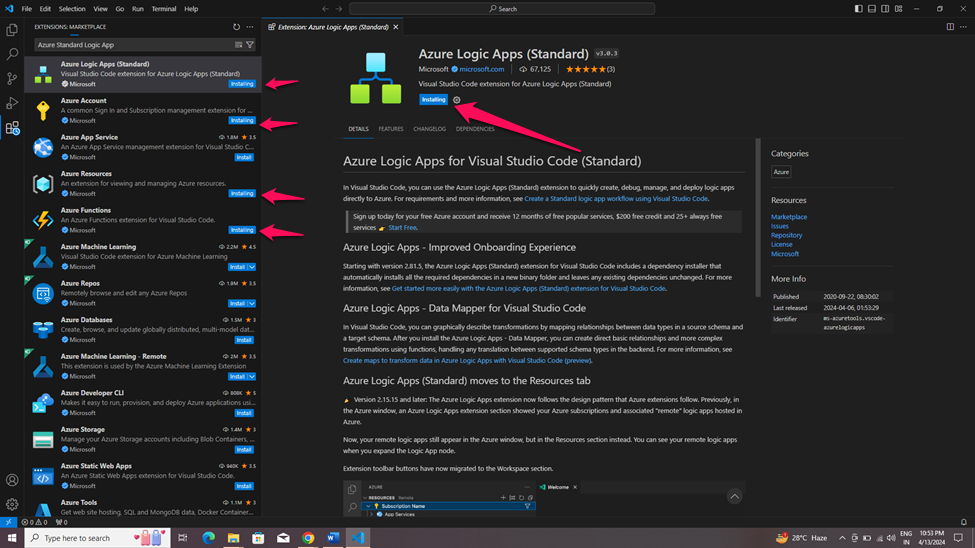 File Edit Selection View Go Run Terminal Help
Search
EXTENSIONS: MARKETPLACE
Azure Standard Logic App
Azure Logic Apps (Standard)
Visual Studio Code extension for Azure Logic Apps (Standard)
Microsoft Installing
Azure Account
A common Sign In and Subscription management extension for ...
Microsoft Installing
Azure App Service 1.8M 3.5
An Azure App Service management extension for Visual Studio C...
Microsoft Install
Azure Resources
An extension for viewing and managing Azure resources.
Microsoft Installing
Azure Functions
An Azure Functions extension for Visual Studio Code.
Microsoft Installing
Azure Machine Learning 2.2M 4.5
Visual Studio Code extension for Azure Machine Learning
Microsoft Install
Azure Repos 1.8M 3.5
Remotely browse and edit any Azure Repos
Microsoft Install
Azure Databases 1.5M 3
Create, browse, and update globally distributed, multi-model dat...
Microsoft Install
Azure Machine Learning - Remote 2M 3.5
This extension is used by the Azure Machine Learning Extension
Microsoft Install
Azure Developer CLI 808K 5
Makes it easy to run, provision, and deploy Azure applications usi...
Microsoft Install
Azure Storage 1.4M 3
Manage your Azure Storage accounts including Blob Containers, ...
Microsoft Install
Azure Static Web Apps 940K 3.5
An Azure Static Web Apps extension for Visual Studio Code.
Microsoft Install
Azure Tools 1.1M 3
Get web site hosting, SQL and MongoDB data, Docker Container...
Microsoft Install
Extension: Azure Logic Apps (Standard)
Azure Logic Apps (Standard) v3.0.3
Microsoft microsoft.com 67,125 (3)
Visual Studio Code extension for Azure Logic Apps (Standard)
Installing
DETAILS FEATURES CHANGELOG DEPENDENCIES
Azure Logic Apps for Visual Studio Code (Standard)
In Visual Studio Code, you can use the Azure Logic Apps (Standard) extension to quickly create, debug, manage, and deploy logic apps
directly to Azure. For requirements and more information, see Create a Standard logic app workflow using Visual Studio Code.
Sign up today for your free Azure account and receive 12 months of free popular services, $200 free credit and 25+ always free
services 👉 Start Free.
Azure Logic Apps - Improved Onboarding Experience
Starting with version 2.81.5, the Azure Logic Apps (Standard) extension for Visual Studio Code includes a dependency installer that
automatically installs all the required dependencies in a new binary folder and leaves any existing dependencies unchanged. For more
information, see Get started more easily with the Azure Logic Apps (Standard) extension for Visual Studio Code.
Azure Logic Apps - Data Mapper for Visual Studio Code
In Visual Studio Code, you can graphically describe transformations by mapping relationships between data types in a source schema and
a target schema. After you install the Azure Logic Apps - Data Mapper, you can create direct basic relationships and more complex
transformations using functions, handling any translation between supported schema types in the backend. For more information, see
Create maps to transform data in Azure Logic Apps with Visual Studio Code (preview).
Azure Logic Apps (Standard) moves to the Resources tab
🎉 Version 2.15.15 and later: The Azure Logic Apps extension now follows the design pattern that Azure extensions follow. Previously, in
the Azure window, an Azure Logic Apps extension section showed your Azure subscriptions and associated "remote" logic apps hosted in
Azure.
Now, your remote logic apps still appear in the Azure window, but in the Resources section instead. You can see your remote logic apps
when you expand the Logic App node.
Extension toolbar buttons have now migrated to the Workspace section.
AZURE
RESOURCES Remote
Subscription Name
App Services
Welcome
Categories
Azure
Resources
Marketplace
Issues
Repository
License
Microsoft
More Info
Published 2020-09-22, 08:30:02
Last released 2024-04-06, 01:53:29
Identifier ms-azuretools.vscode-
azurelogicapps
0 0 0
Type here to search
28°C Haze
ENG
IN
10:53 PM
4/13/2024